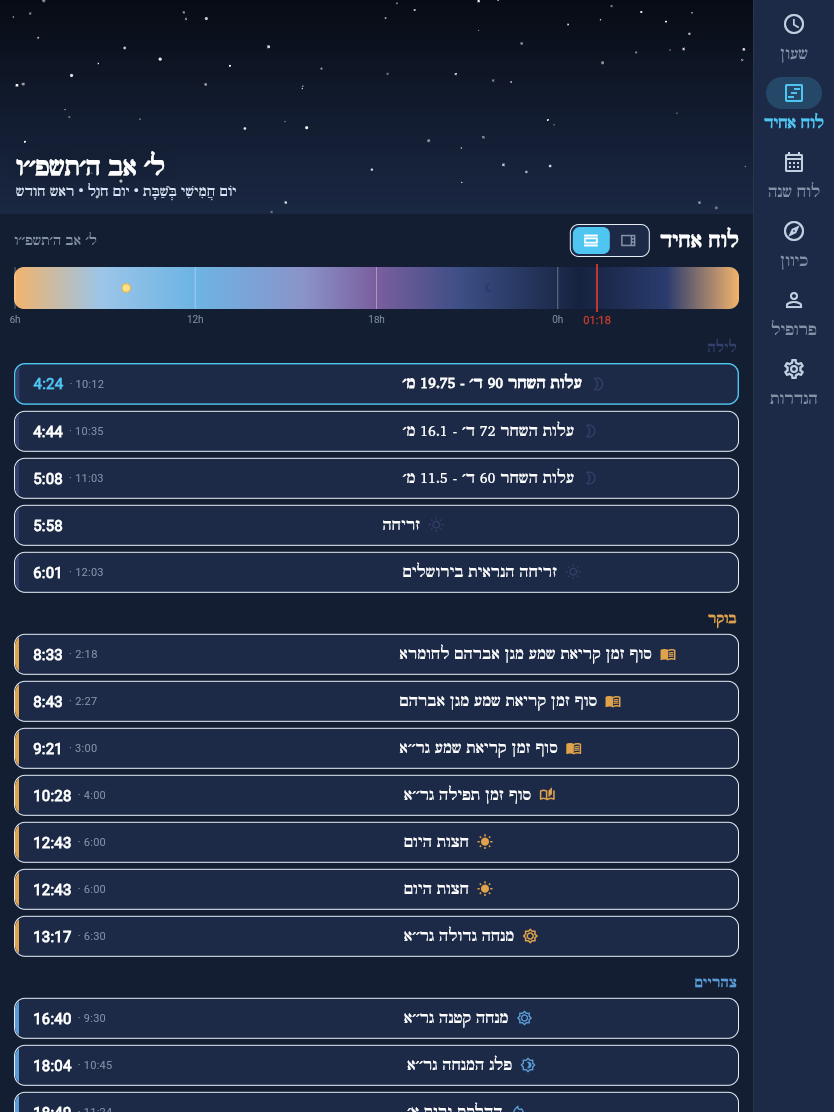 שעון
לוח אחיד
לוח שנה
כיוון
פרופיל
הגדרות
ל׳ אב ה׳תשפ״ו
יוֹם חֲמִישִׁי בְּשַׁבָּת • יום חול • ראש חודש
לוח אחיד
ל׳ אב ה׳תשפ״ו
6h 12h 18h 0h 01:18
לילה
עלות השחר 90 ד׳ - 19.75 מ׳ 4:24 · 10:12
עלות השחר 72 ד׳ - 16.1 מ׳ 4:44 · 10:35
עלות השחר 60 ד׳ - 11.5 מ׳ 5:08 · 11:03
זריחה 5:58
זריחה הנראית בירושלים 6:01 · 12:03
בוקר
סוף זמן קריאת שמע מגן אברהם לחומרא 8:33 · 2:18
סוף זמן קריאת שמע מגן אברהם 8:43 · 2:27
סוף זמן קריאת שמע גר״א 9:21 · 3:00
סוף זמן תפילה גר״א 10:28 · 4:00
חצות היום 12:43 · 6:00
חצות היום 12:43 · 6:00
מנחה גדולה גר״א 13:17 · 6:30
צהריים
מנחה קטנה גר״א 16:40 · 9:30
פלג המנחה גר״א 18:04 · 10:45